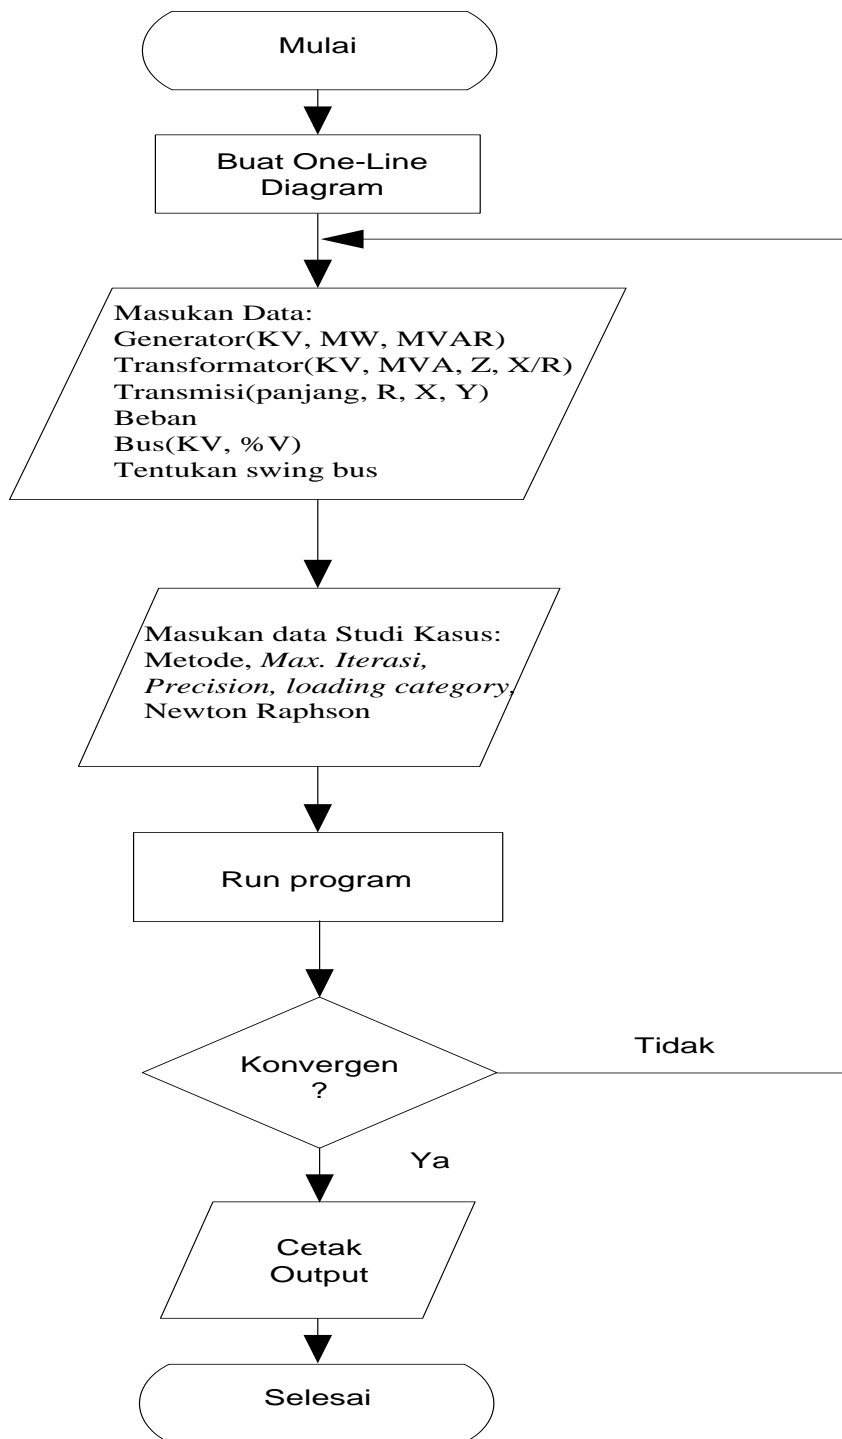 Mulai
Buat One-Line
Diagram
Masukan Data:
Generator(KV, MW, MVAR)
Transformator(KV, MVA, Z, X/R)
Transmisi(panjang, R, X, Y)
Beban
Bus(KV, %V)
Tentukan swing bus
Masukan data Studi Kasus:
Metode, Max. Iterasi,
Precision, loading category,
Newton Raphson
Run program
Konvergen
?
Tidak
Ya
Cetak
Output
Selesai